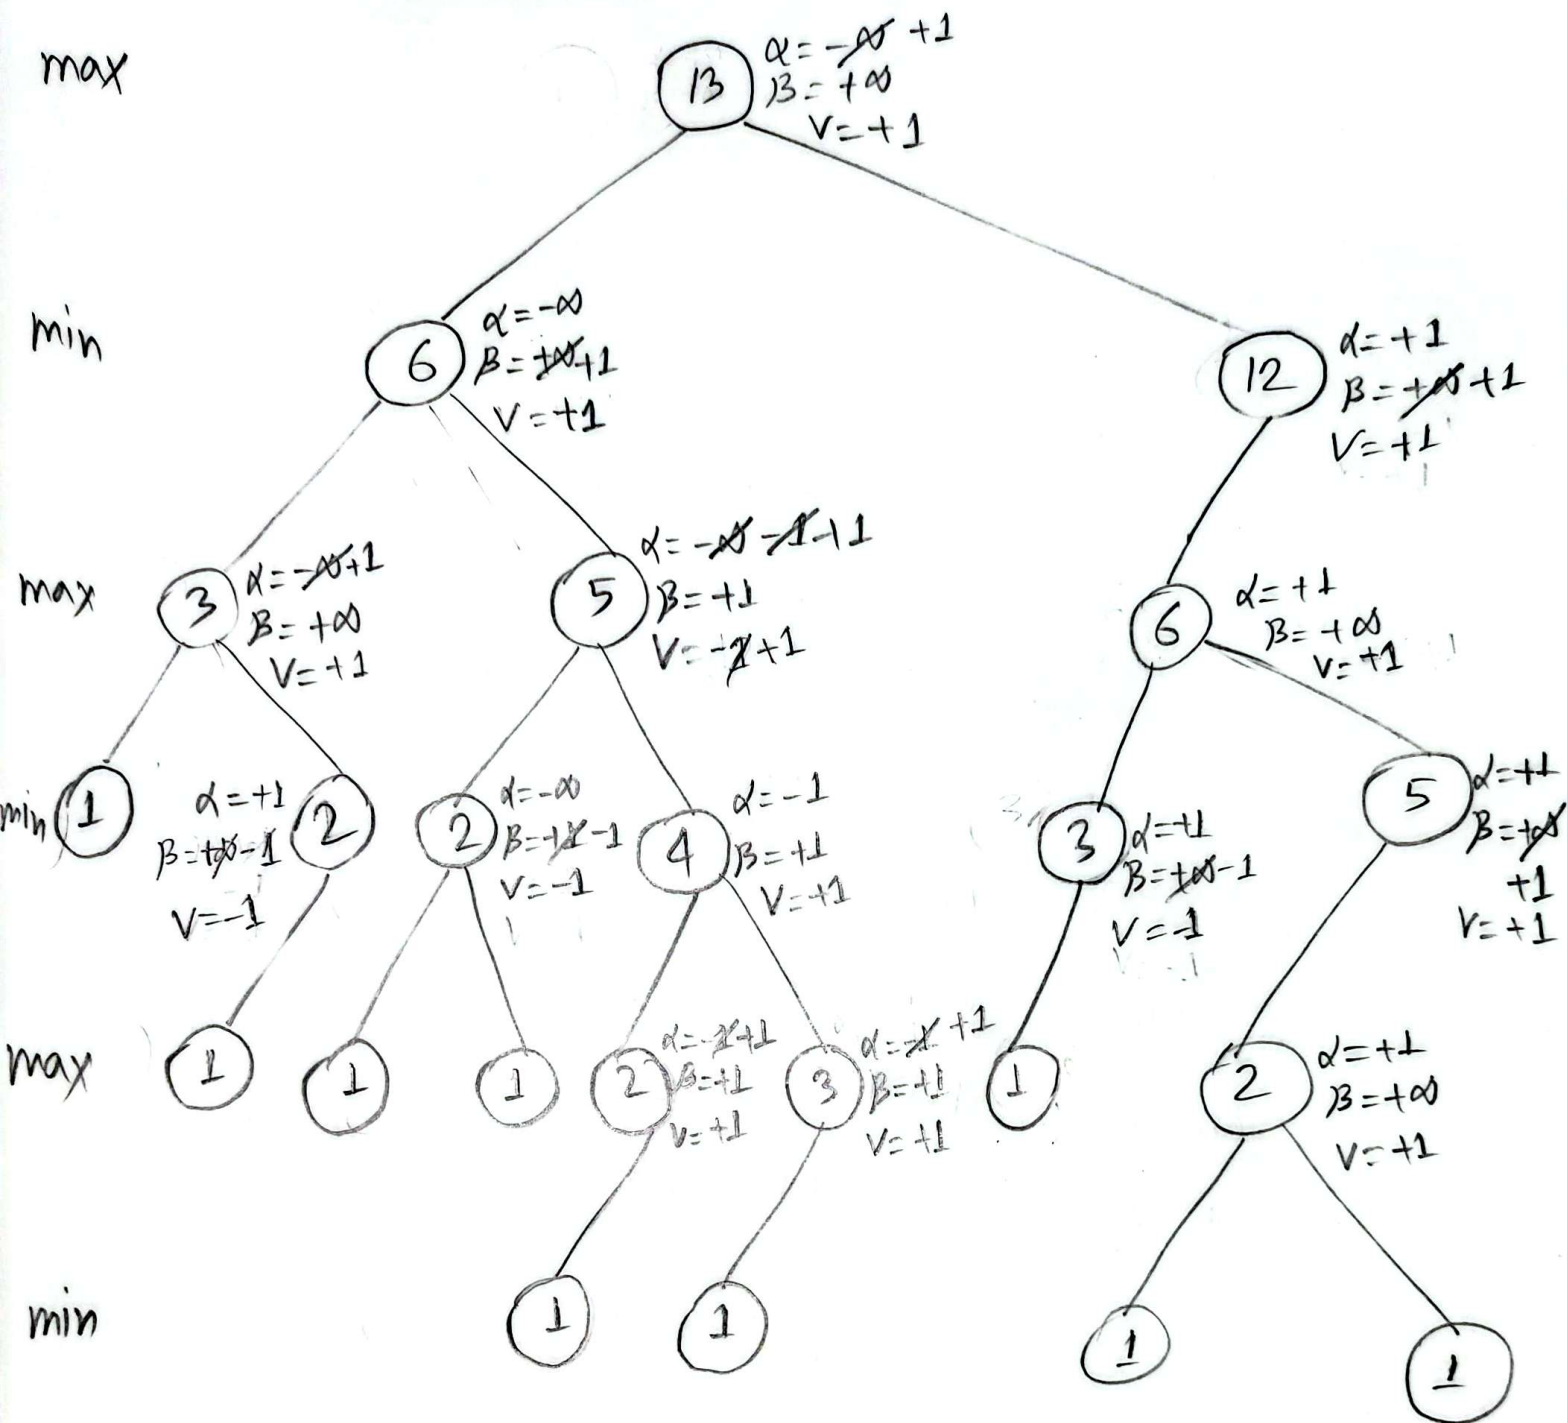 max
13
α=-∞ +1
β=+∞
V=+1
min
6
α=-∞
β=+∞+1
V=+1
12
α=+1
β=+∞+1
V=+1
max
3
α=-∞+1
β=+∞
V=+1
5
α=-∞-1+1
β=+1
V=-1+1
6
α=+1
β=+∞
V=+1
min
1
α=+1
β=+∞-1
V=-1
2
2
α=-∞
β=+1-1
V=-1
4
α=-1
β=+1
V=+1
3
α=+1
β=+∞-1
V=-1
5
α=+1
β=+∞
+1
V=+1
max
1
1
1
2
α=-1+1
β=+1
V=+1
3
α=-1+1
β=+1
V=+1
1
2
α=+1
β=+∞
V=+1
min
1
1
1
1